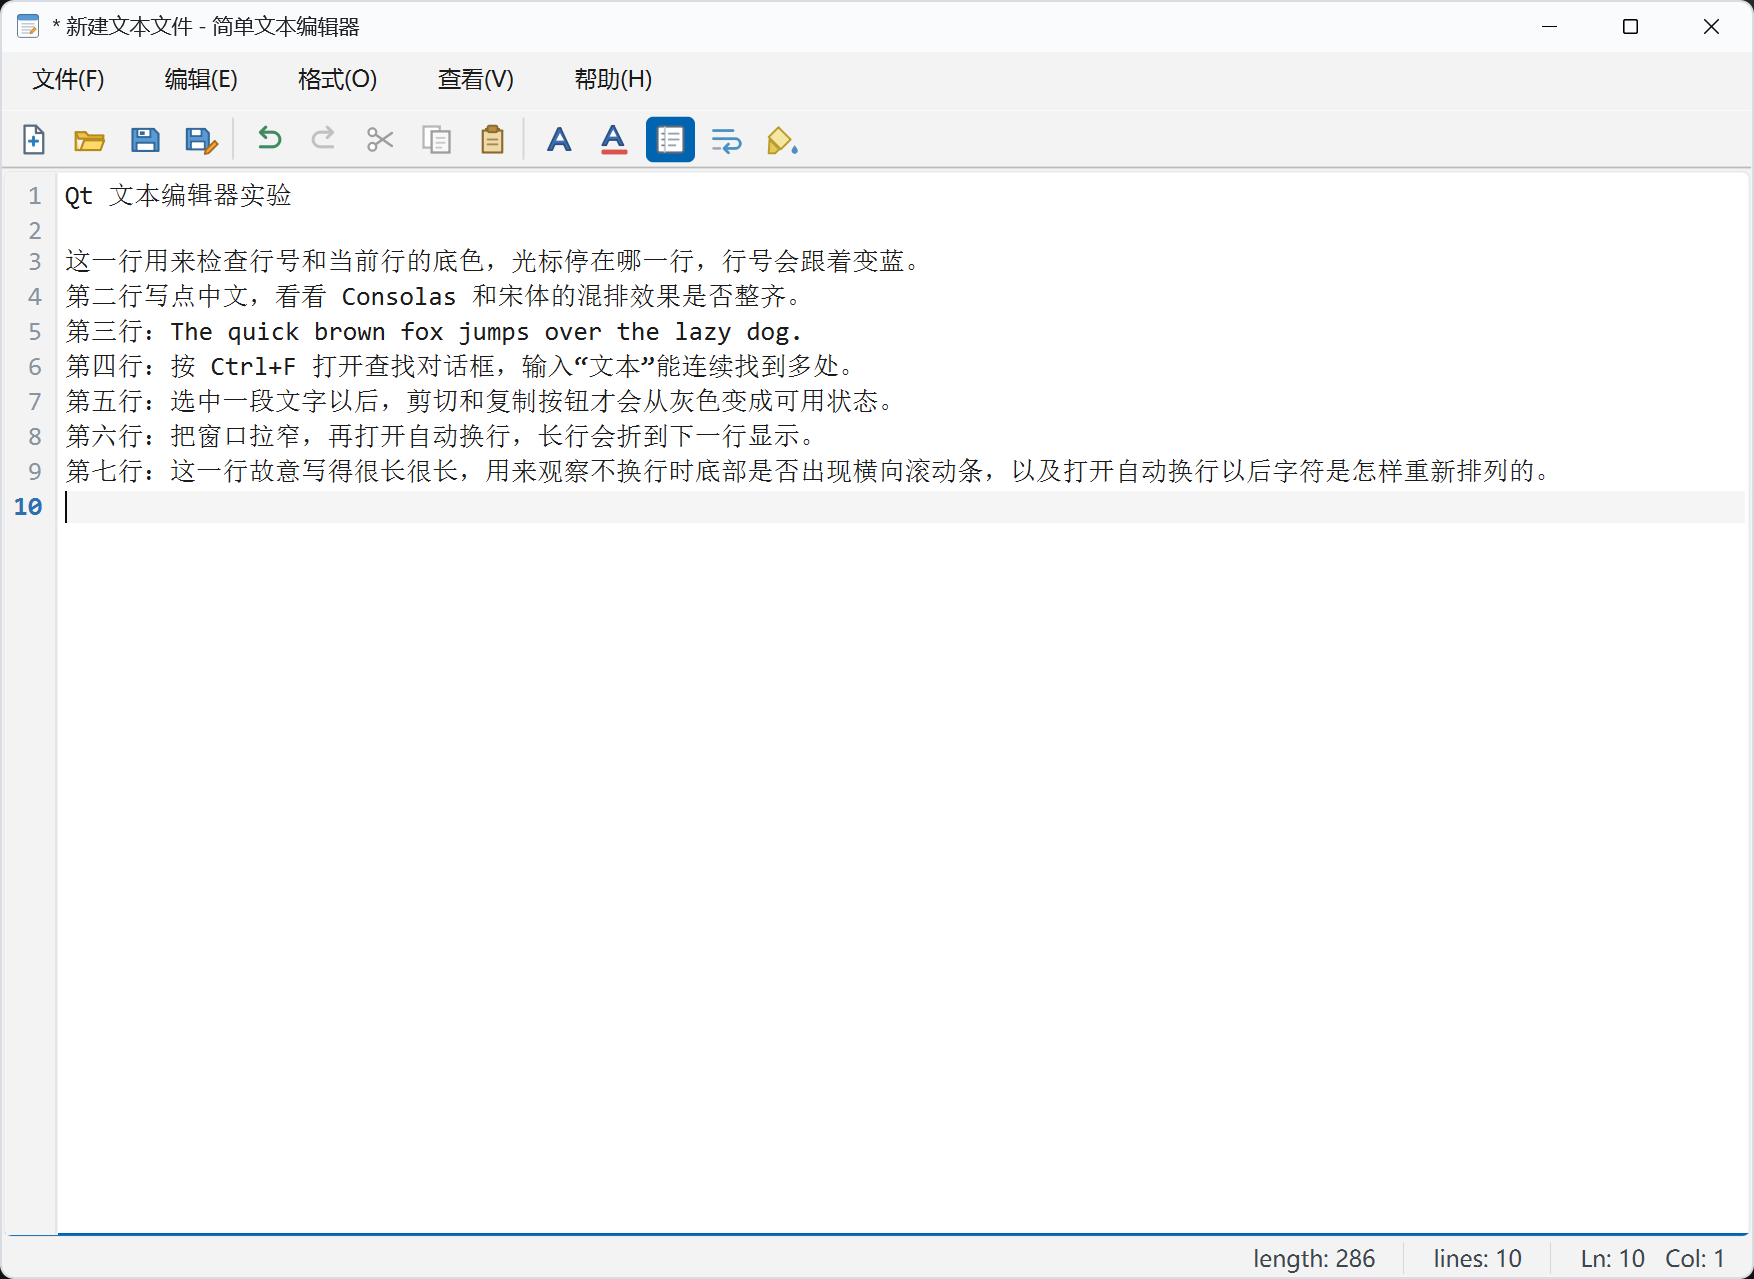 * 新建文本文件 - 简单文本编辑器
文件(F) 编辑(E) 格式(O) 查看(V) 帮助(H)
1 Qt 文本编辑器实验
2
3 这一行用来检查行号和当前行的底色，光标停在哪一行，行号会跟着变蓝。
4 第二行写点中文，看看 Consolas 和宋体的混排效果是否整齐。
5 第三行：The quick brown fox jumps over the lazy dog.
6 第四行：按 Ctrl+F 打开查找对话框，输入“文本”能连续找到多处。
7 第五行：选中一段文字以后，剪切和复制按钮才会从灰色变成可用状态。
8 第六行：把窗口拉窄，再打开自动换行，长行会折到下一行显示。
9 第七行：这一行故意写得很长很长，用来观察不换行时底部是否出现横向滚动条，以及打开自动换行以后字符是怎样重新排列的。
10
length: 286 lines: 10 Ln: 10 Col: 1